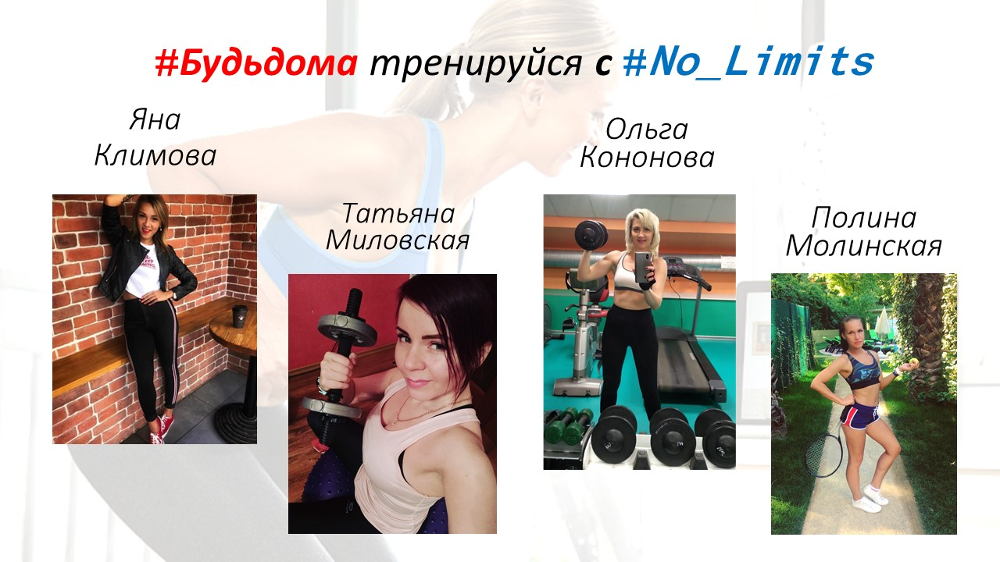 #Будьдома тренируйся с #No_Limits
Яна
Климова
Татьяна
Миловская
Ольга
Кононова
Полина
Молинская